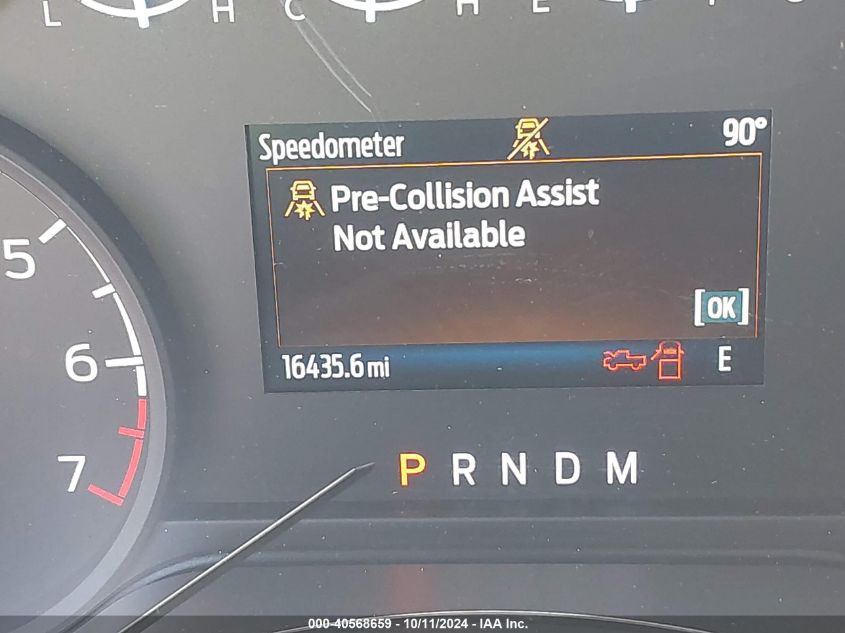 L H C H E F
Speedometer 90°
Pre-Collision Assist
Not Available
[OK]
16435.6 mi E
5
6
7
P R N D M
000-40568659 - 10/11/2024 - IAA Inc.